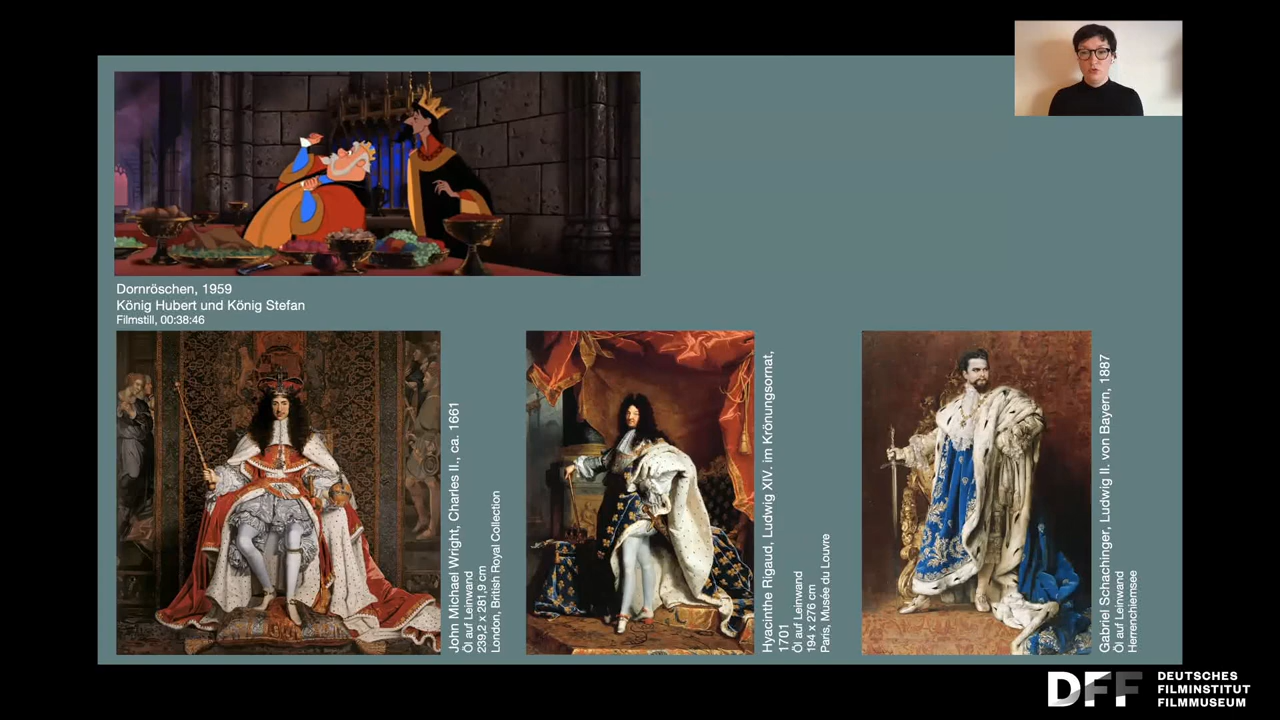 Dornröschen, 1959
König Hubert und König Stefan
Filmstill, 00:38:46
John Michael Wright, Charles II., ca. 1661
Öl auf Leinwand
239,2 x 281,9 cm
London, British Royal Collection
Hyacinthe Rigaud, Ludwig XIV. im Krönungsornat,
1701
Öl auf Leinwand
194 x 276 cm
Paris, Musée du Louvre
Gabriel Schachinger, Ludwig II. von Bayern, 1887
Öl auf Leinwand
Herrenchiemsee
DFF
DEUTSCHES
FILMINSTITUT
FILMMUSEUM